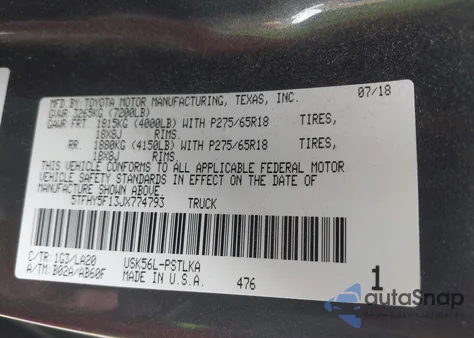 MFD BY: TOYOTA MOTOR MANUFACTURING, TEXAS, INC. 07/18
GVWR 3265KG (7200LB)
GAWR FRT 1815KG (4000LB) WITH P275/65R18 TIRES,
18X8J RIMS.
RR. 1880KG (4150LB) WITH P275/65R18 TIRES,
18X8J RIMS.
THIS VEHICLE CONFORMS TO ALL APPLICABLE FEDERAL MOTOR
VEHICLE SAFETY STANDARDS IN EFFECT ON THE DATE OF
MANUFACTURE SHOWN ABOVE.
5TFHY5F13JX774793 TRUCK
C/TR: 1G3/LA20 USK56L-PSTLKA 1
A/TM: B02A/AB60F MADE IN U.S.A. 476
autoSnap